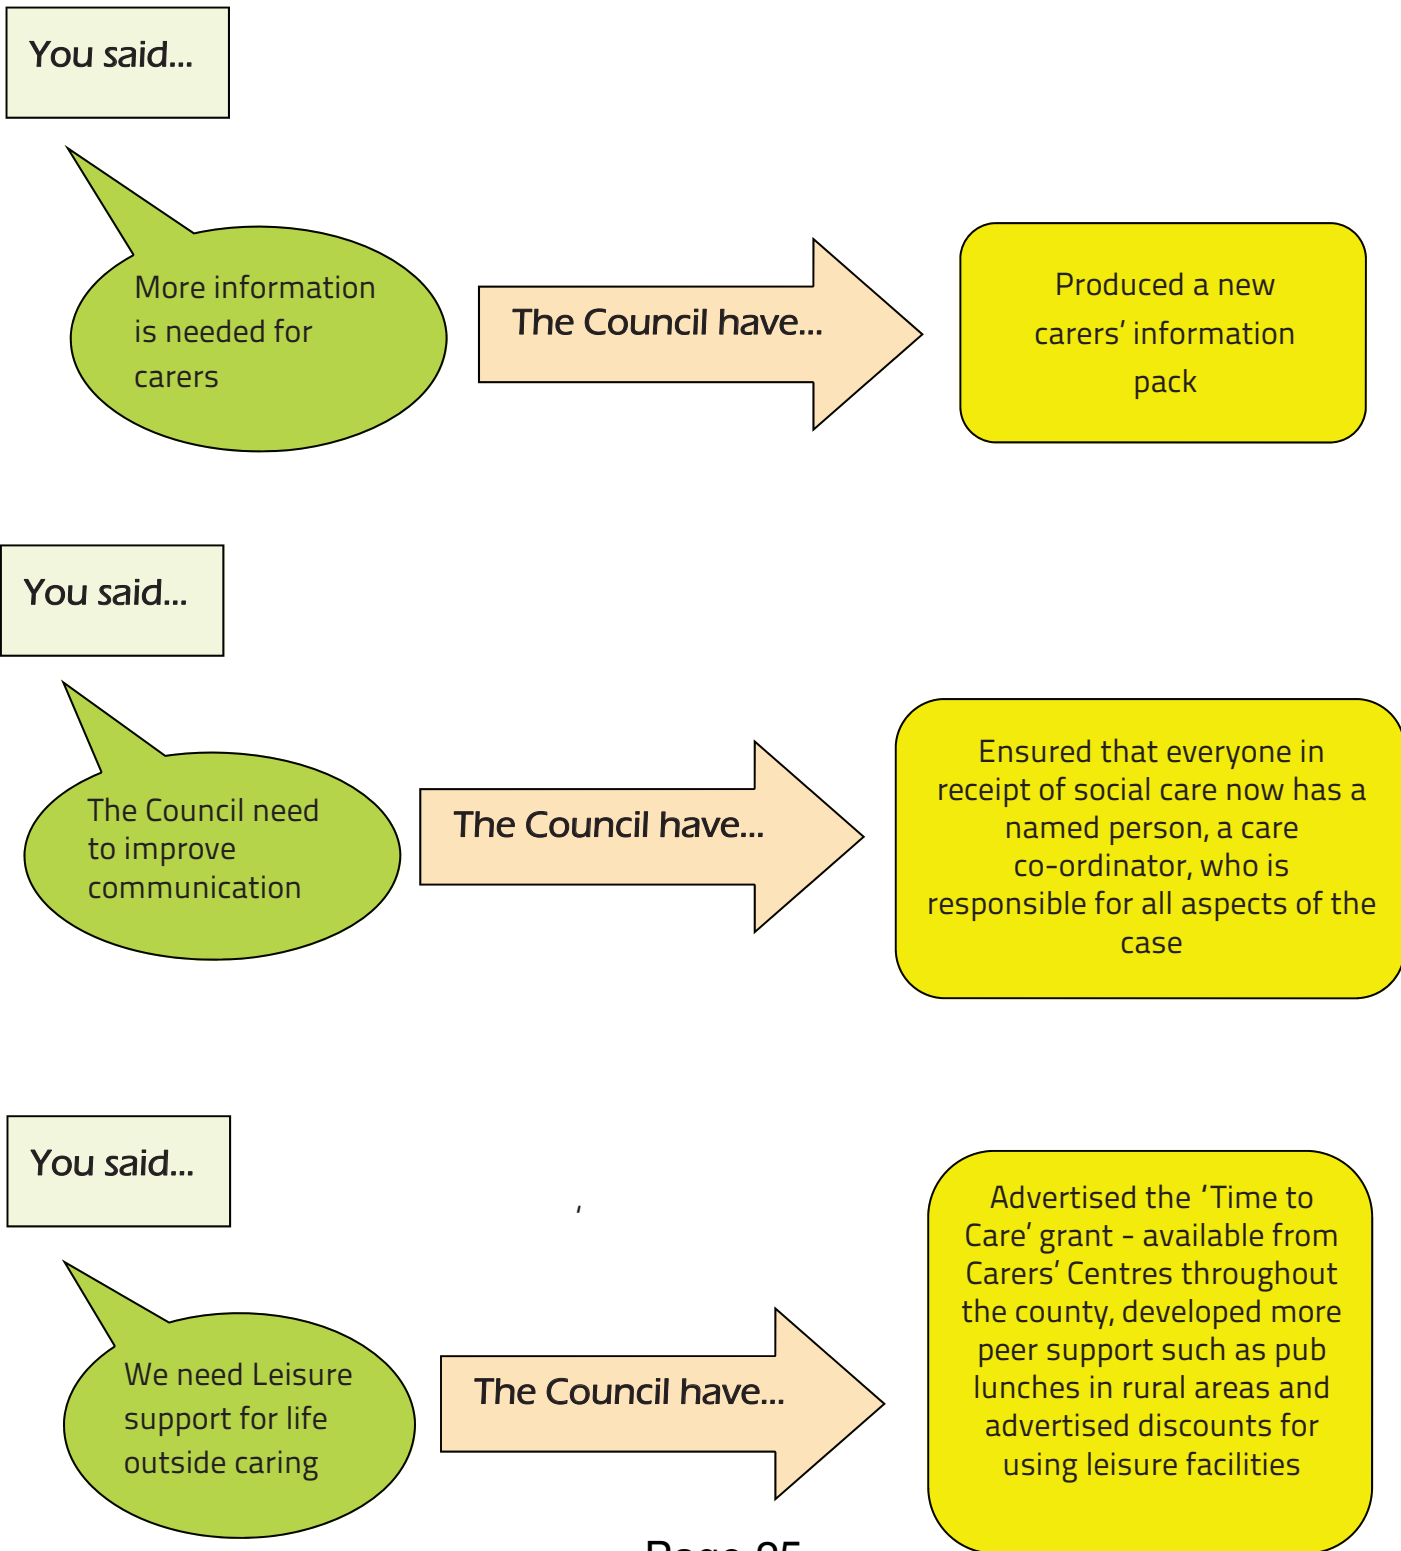 You said...
More information
is needed for
carers
The Council have...
Produced a new
carers’ information
pack
You said...
The Council need
to improve
communication
The Council have...
Ensured that everyone in
receipt of social care now has a
named person, a care
co-ordinator, who is
responsible for all aspects of the
case
You said...
‘
We need Leisure
support for life
outside caring
The Council have...
Advertised the ‘Time to
Care’ grant - available from
Carers’ Centres throughout
the county, developed more
peer support such as pub
lunches in rural areas and
advertised discounts for
using leisure facilities